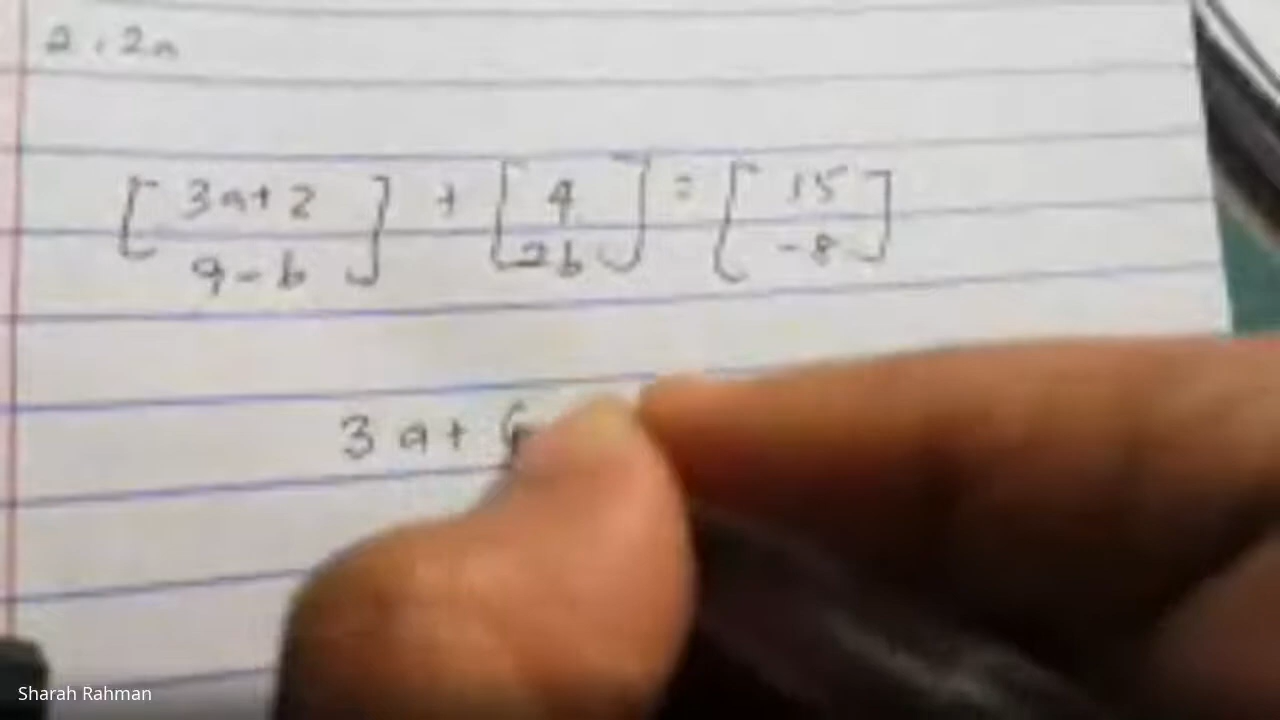 2.2a
[3a+2] + [4] = [15]
[9-b] [2b] [-8]
3a+6
Sharah Rahman